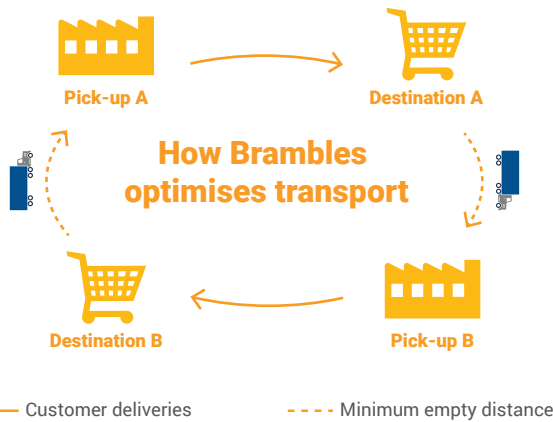 Pick-up A
Destination A
How Brambles
optimises transport
Destination B
Pick-up B
Customer deliveries
Minimum empty distance